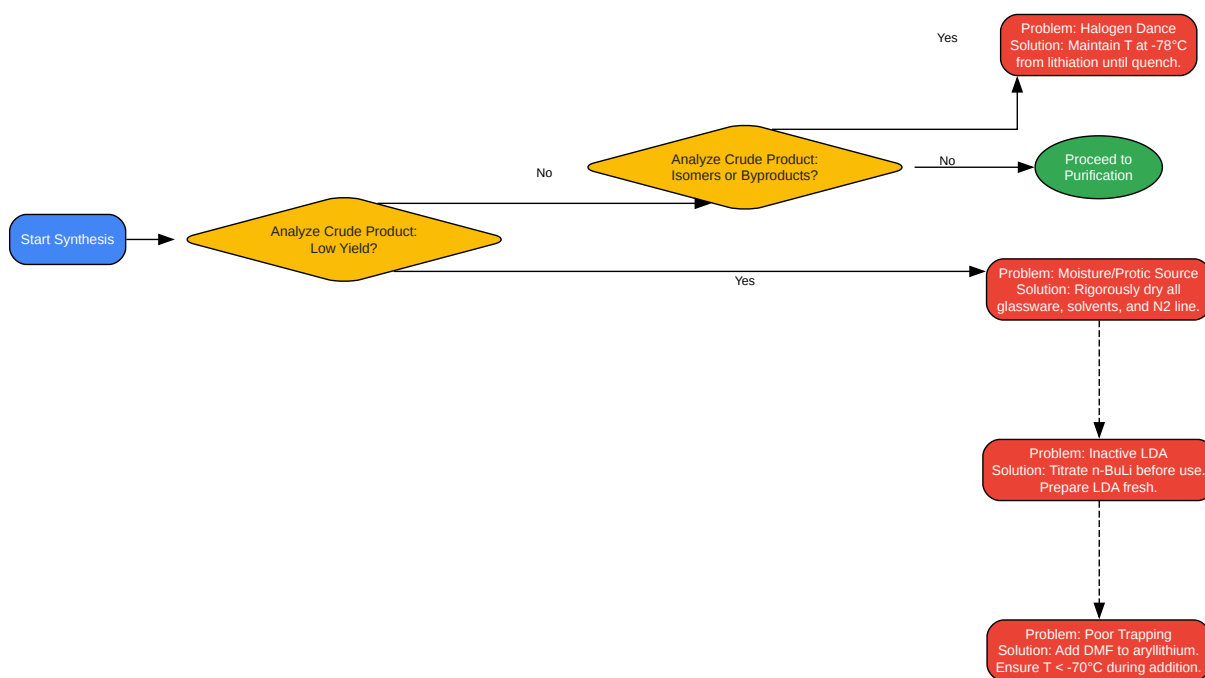 Yes
Problem: Halogen Dance
Solution: Maintain T at -78°C
from lithiation until quench.
No
Analyze Crude Product:
Isomers or Byproducts?
No
Proceed to
Purification
Start Synthesis
Analyze Crude Product:
Low Yield?
Yes
Problem: Moisture/Protic Source
Solution: Rigorously dry all
glassware, solvents, and N2 line.
Problem: Inactive LDA
Solution: Titrate n-BuLi before use.
Prepare LDA fresh.
Problem: Poor Trapping
Solution: Add DMF to aryllithium.
Ensure T < -70°C during addition.